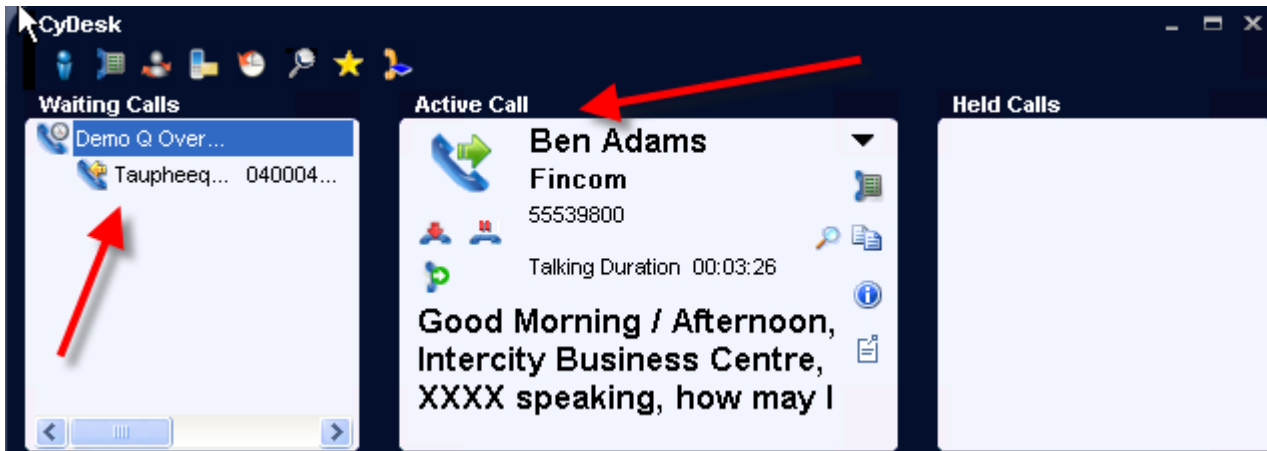 CyDesk
Waiting Calls
Demo Q Over...
Taupheeq... 040004...
Active Call
Ben Adams
Fincom
55539800
Talking Duration 00:03:26
Good Morning / Afternoon,
Intercity Business Centre,
XXXX speaking, how may I
Held Calls